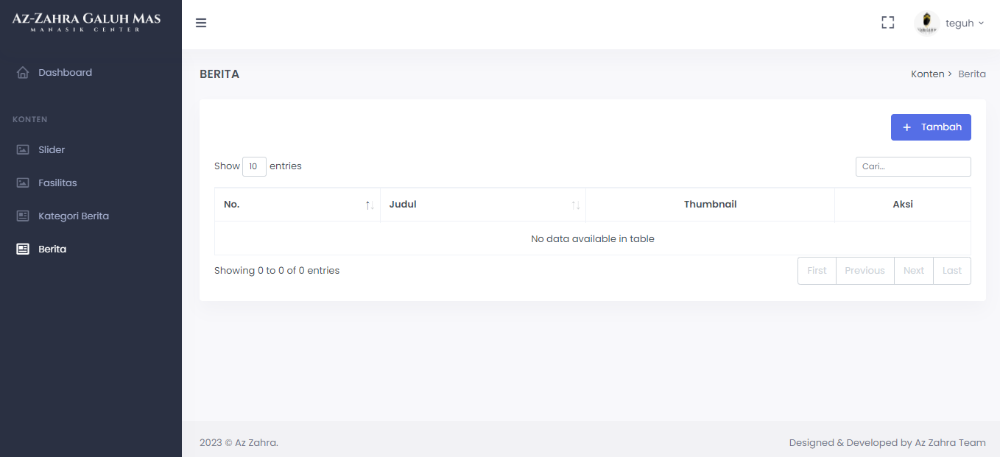 Az-Zahra Galuh Mas
MANASIK CENTER
teguh
Dashboard
KONTEN
Slider
Fasilitas
Kategori Berita
Berita
BERITA
Konten > Berita
+ Tambah
Show 10 entries
Cari...
No. Judul Thumbnail Aksi
No data available in table
Showing 0 to 0 of 0 entries
First Previous Next Last
2023 © Az Zahra.
Designed & Developed by Az Zahra Team